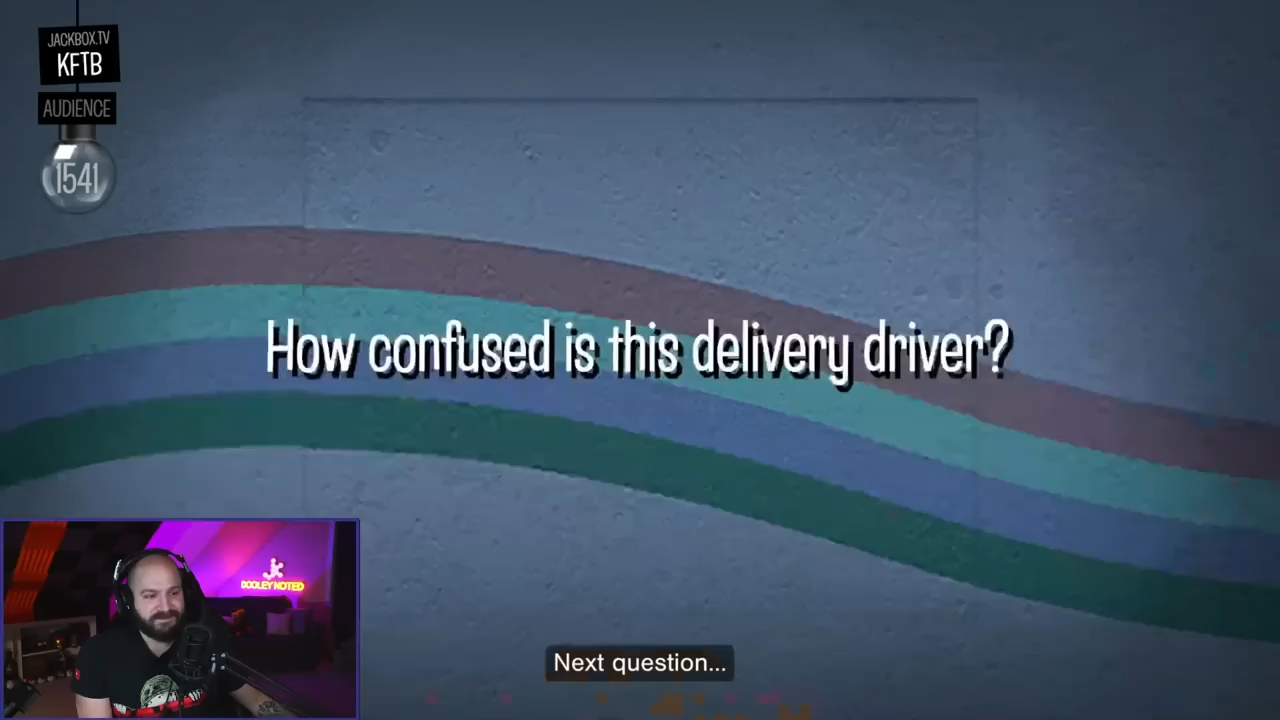 JACKBOX.TV
KFTB
AUDIENCE
1541
How confused is this delivery driver?
DOOLEY NOTED
Next question...